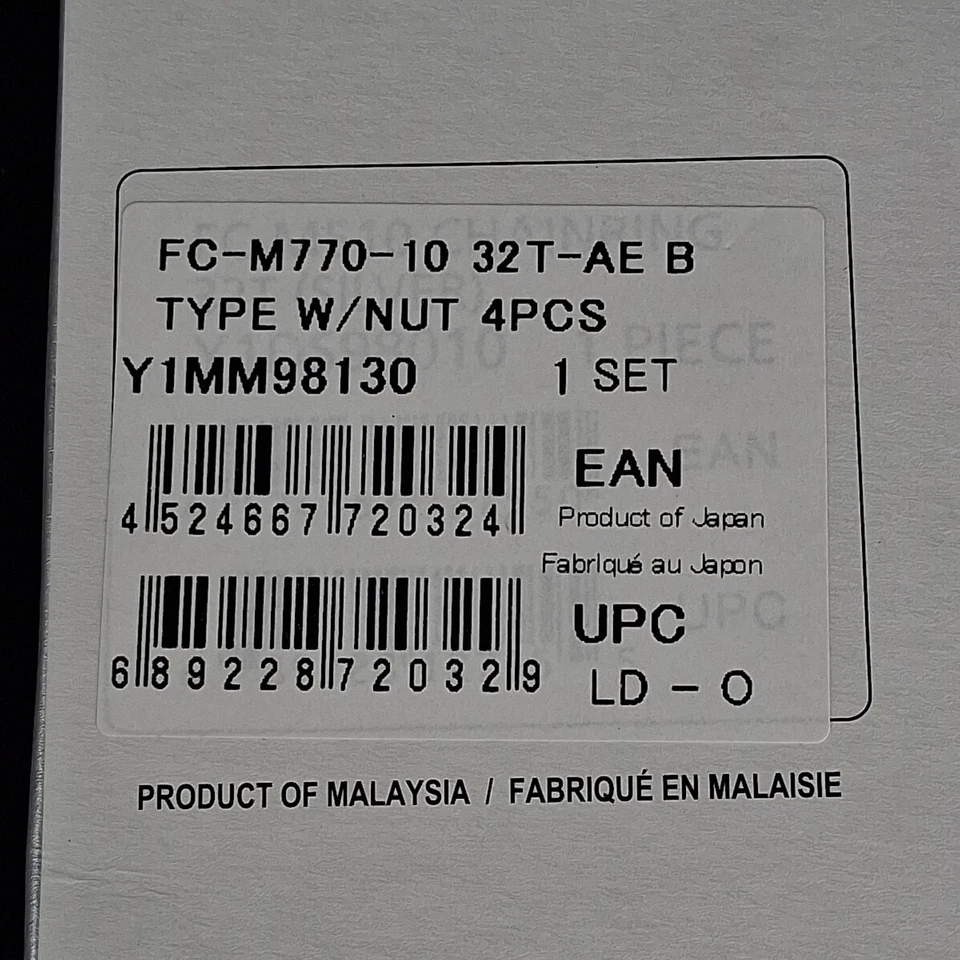 FC-M770-10 32T-AE B
TYPE W/NUT 4PCS
Y1MM98130 1 SET
4 524667 720324
EAN
Product of Japan
Fabriqué au Japon
6 89228 72032 9
UPC
LD - O
PRODUCT OF MALAYSIA / FABRIQUÉ EN MALAISIE